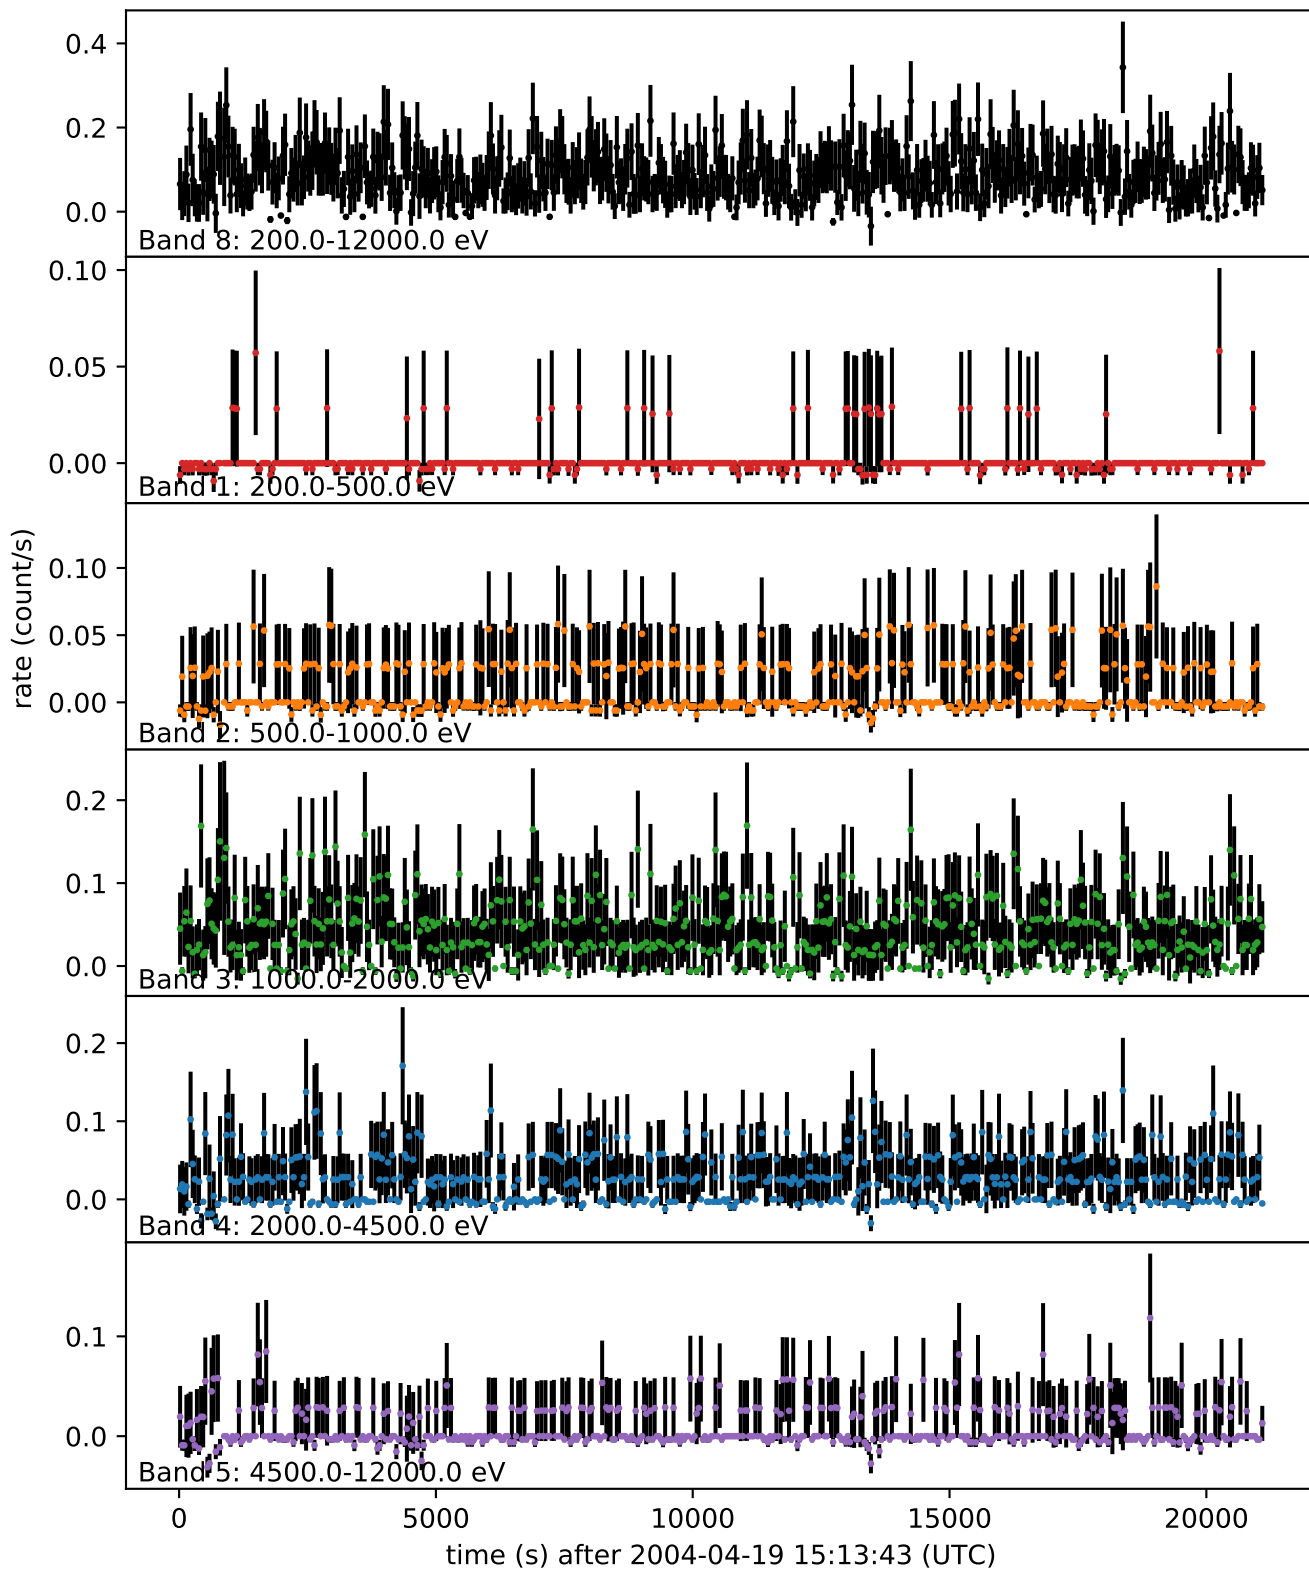 0.4
0.2
0.0
Band 8: 200.0-12000.0 eV
0.10
0.05
0.00
Band 1: 200.0-500.0 eV
rate (count/s)
0.10
0.05
0.00
Band 2: 500.0-1000.0 eV
0.2
0.1
0.0
Band 3: 1000.0-2000.0 eV
0.2
0.1
0.0
Band 4: 2000.0-4500.0 eV
0.1
0.0
Band 5: 4500.0-12000.0 eV
0 5000 10000 15000 20000
time (s) after 2004-04-19 15:13:43 (UTC)